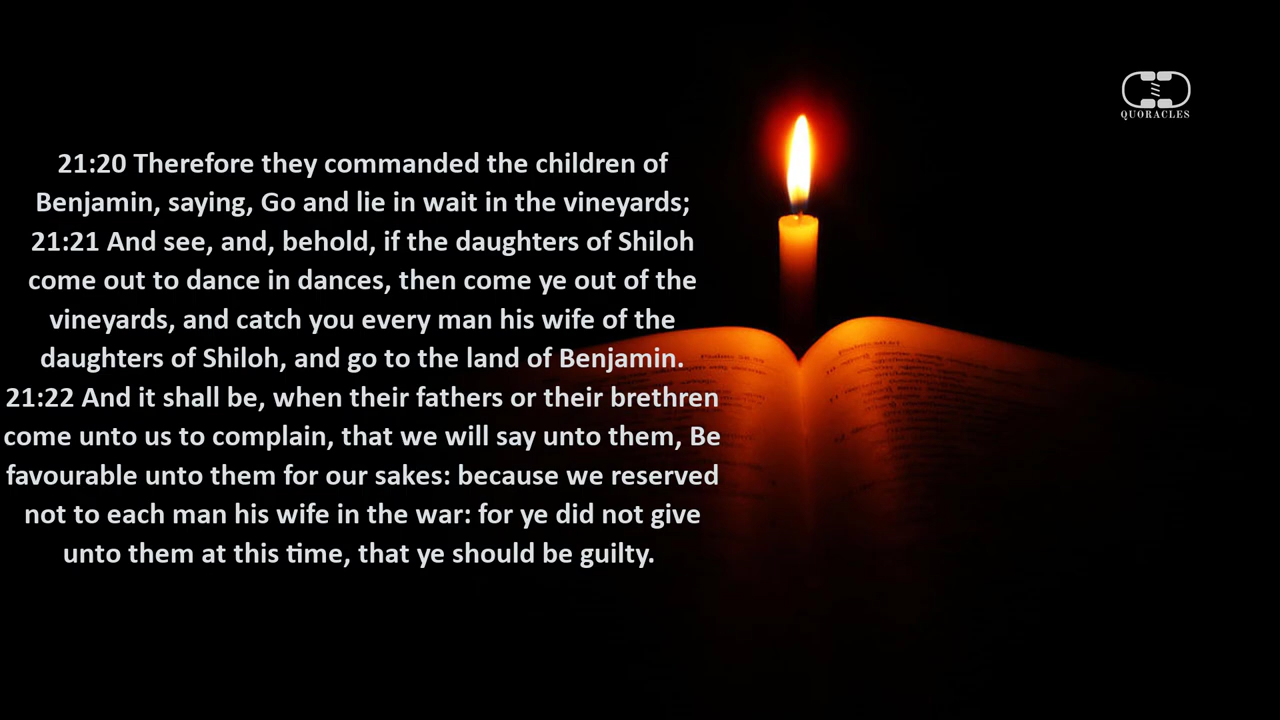 QUORACLES
21:20 Therefore they commanded the children of
Benjamin, saying, Go and lie in wait in the vineyards;
21:21 And see, and, behold, if the daughters of Shiloh
come out to dance in dances, then come ye out of the
vineyards, and catch you every man his wife of the
daughters of Shiloh, and go to the land of Benjamin.
21:22 And it shall be, when their fathers or their brethren
come unto us to complain, that we will say unto them, Be
favourable unto them for our sakes: because we reserved
not to each man his wife in the war: for ye did not give
unto them at this time, that ye should be guilty.